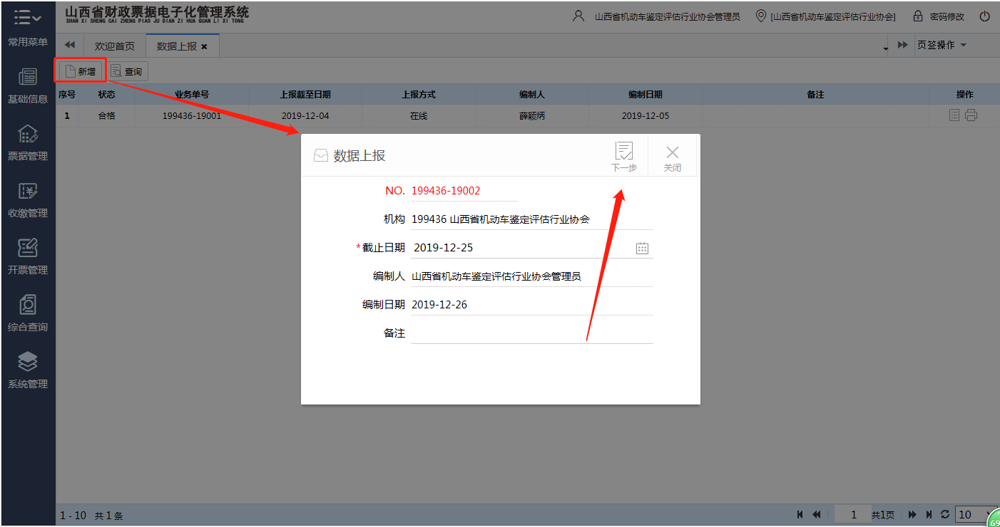 山西省财政票据电子化管理系统
SHAN XI SHENG CAI ZHENG PIAO JU DIAN ZI HUA GUAN LI XI TONG
山西省机动车鉴定评估行业协会管理员 [山西省机动车鉴定评估行业协会] 密码修改
常用菜单
欢迎首页 数据上报 页签操作
新增 查询
基础信息
票据管理
收缴管理
开票管理
综合查询
系统管理
序号 状态 业务单号 上报截至日期 上报方式 编制人 编制日期 备注 操作
1 合格 199436-19001 2019-12-04 在线 薛颖炳 2019-12-05
数据上报 下一步 关闭
NO. 199436-19002
机构 199436 山西省机动车鉴定评估行业协会
*截止日期 2019-12-25
编制人 山西省机动车鉴定评估行业协会管理员
编制日期 2019-12-26
备注
1 - 10 共 1 条 1 共1页 10